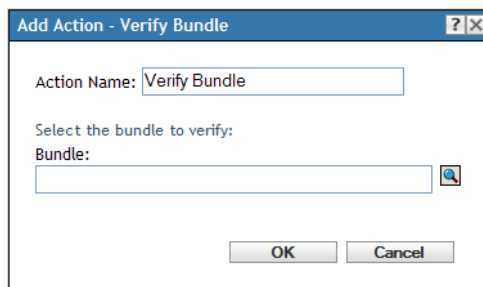 Add Action - Verify Bundle ? X
Action Name: Verify Bundle
Select the bundle to verify:
Bundle:
OK Cancel